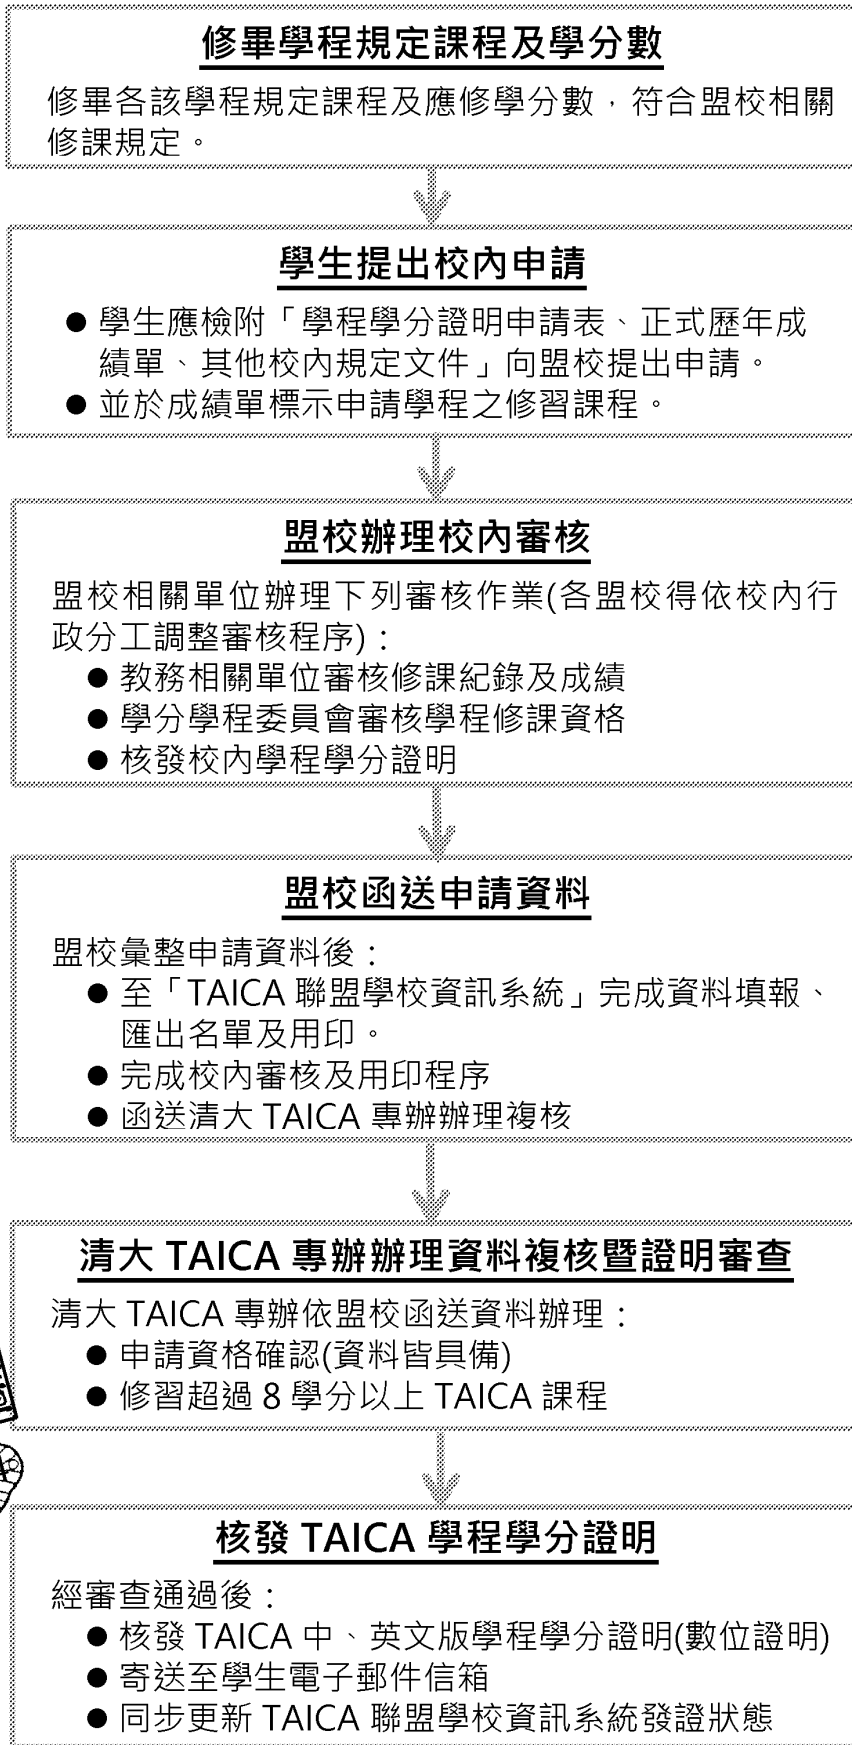 修畢學程規定課程及學分數
修畢各該學程規定課程及應修學分數，符合盟校相關
修課規定。
學生提出校內申請
● 學生應檢附「學程學分證明申請表、正式歷年成
績單、其他校內規定文件」向盟校提出申請。
● 並於成績單標示申請學程之修習課程。
盟校辦理校內審核
盟校相關單位辦理下列審核作業(各盟校得依校內行
政分工調整審核程序)：
● 教務相關單位審核修課紀錄及成績
● 學分學程委員會審核學程修課資格
● 核發校內學程學分證明
盟校函送申請資料
盟校彙整申請資料後：
● 至「TAICA 聯盟學校資訊系統」完成資料填報、
匯出名單及用印。
● 完成校內審核及用印程序
● 函送清大 TAICA 專辦辦理複核
清大 TAICA 專辦辦理資料複核暨證明審查
清大 TAICA 專辦依盟校函送資料辦理：
● 申請資格確認(資料皆具備)
● 修習超過 8 學分以上 TAICA 課程
核發 TAICA 學程學分證明
經審查通過後：
● 核發 TAICA 中、英文版學程學分證明(數位證明)
● 寄送至學生電子郵件信箱
● 同步更新 TAICA 聯盟學校資訊系統發證狀態